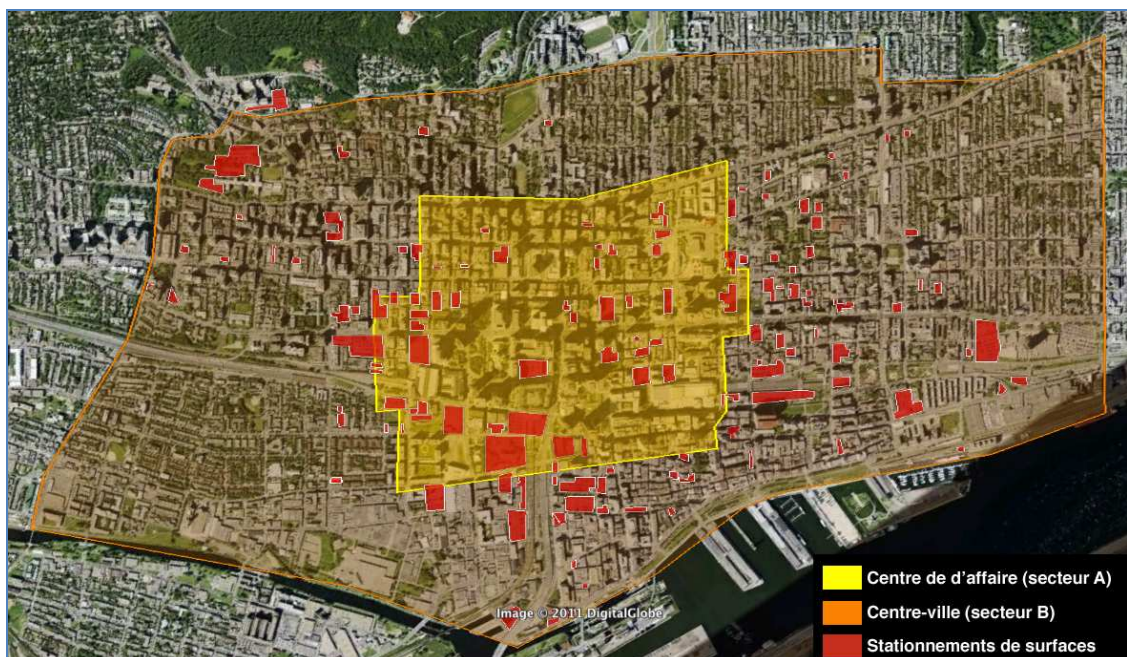 Image © 2011 DigitalGlobe
Centre de d'affaire (secteur A)
Centre-ville (secteur B)
Stationnements de surfaces